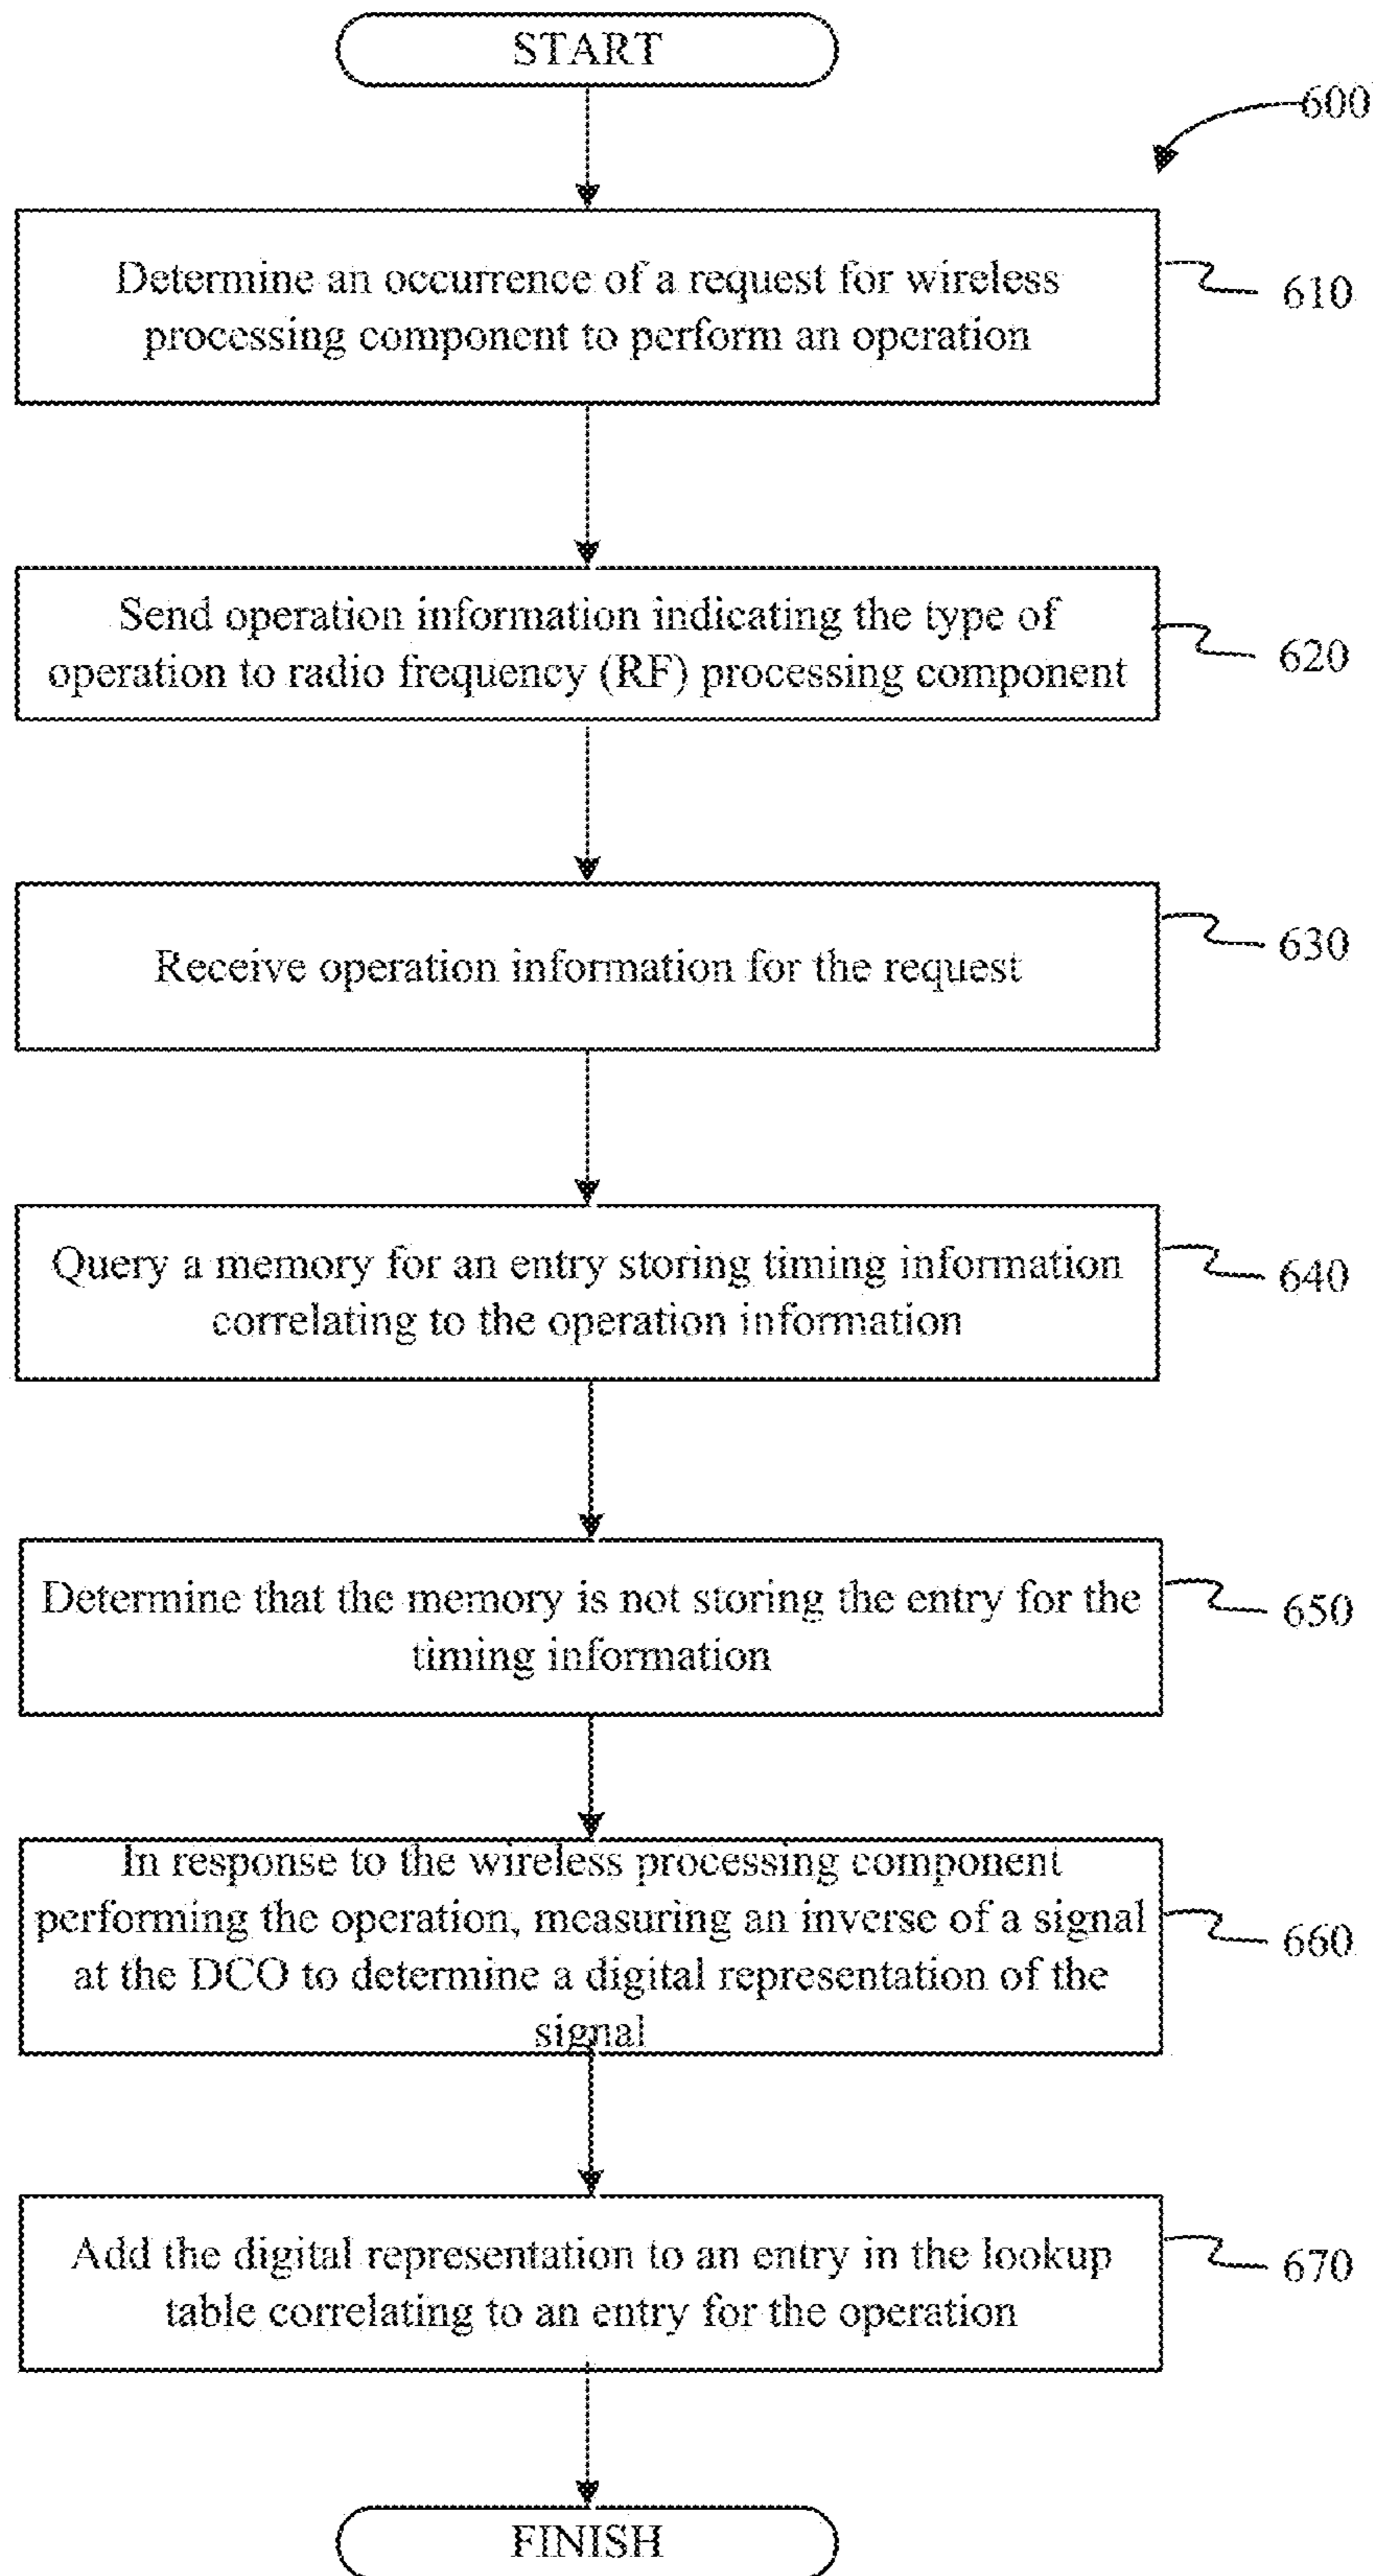 START
600
Determine an occurrence of a request for wireless
processing component to perform an operation
610
Send operation information indicating the type of
operation to radio frequency (RF) processing component
620
Receive operation information for the request
630
Query a memory for an entry storing timing information
correlating to the operation information
640
Determine that the memory is not storing the entry for the
timing information
650
In response to the wireless processing component
performing the operation, measuring an inverse of a signal
at the DCO to determine a digital representation of the
signal
660
Add the digital representation to an entry in the lookup
table correlating to an entry for the operation
670
FINISH